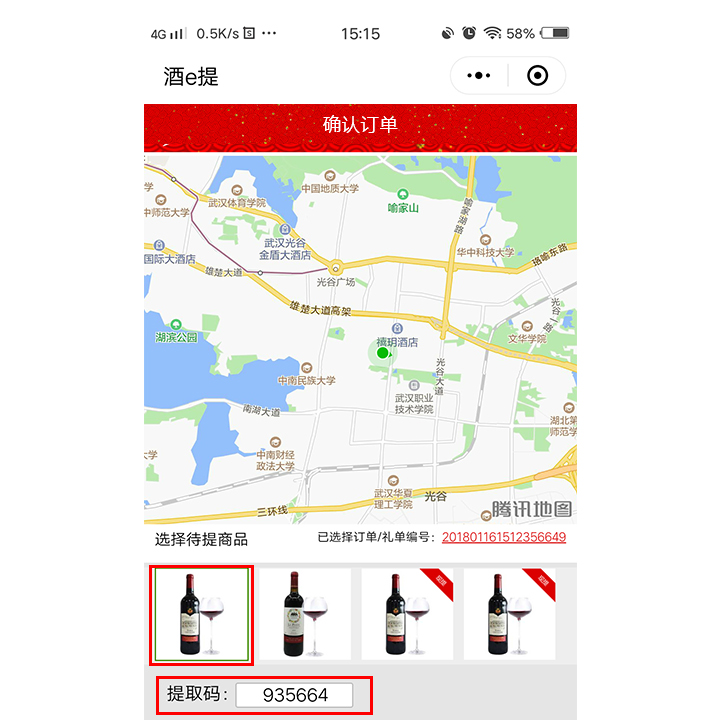 4G 0.5K/s 15:15 58%
酒e提
确认订单
中国地质大学
学
武汉体育学院
喻家山
中师范大学
喻家湖路
武汉光谷
金盾大酒店
华中科技大学
珞喻东路
国际大酒店
雄楚大道
光谷广场
雄楚大道高架
光谷一路
湖滨公园
禧玥酒店
文华学院
中南民族大学
光谷大道
武汉职业
技术学院
南湖大道
湖北第
师范学
中南财经
政法大学
大学
武汉华夏
理工学院
光谷
三环线
腾讯地图
选择待提商品 已选择订单/礼单编号： 201801161512356649
提取码： 935664